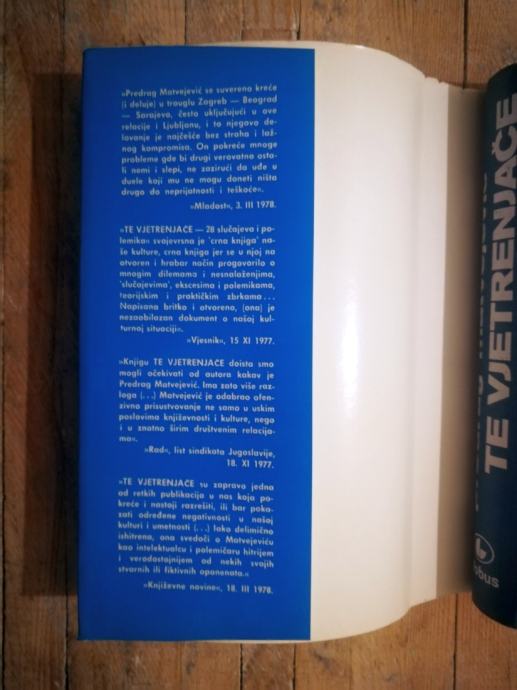 »Predrag Matvejević se suvereno kreće
(i deluje) u trouglu Zagreb — Beograd
— Sarajevo, često uključujući u ove
relacije i Ljubljanu, i to njegovo de-
lovanje je najčešće bez straha i laž-
nog kompromisa. On pokreće mnoge
probleme gde bi drugi verovatno osta-
li nemi i slepi, ne zazirući da uđe u
duele koji mu ne mogu doneti ništa
drugo do neprijatnosti i teškoće«.
»Mladost«, 3. III 1978.
»TE VJETRENJAČE — 28 slučajeva i po-
lemika« svojevrsna je 'crna knjiga' na-
še kulture, crna knjiga jer se u njoj na
otvoren i hrabar način progovorilo o
mnogim dilemama i nesnalaženjima,
'slučajevima', ekscesima i polemikama,
teorijskim i praktičkim zbrkama ...
Napisana britko i otvoreno, (ona) je
nezaobilazan dokument o našoj kul-
turnoj situaciji«.
»Vjesnik«, 15 XI 1977.
»Knjigu TE VJETRENJAČE doista smo
mogli očekivati od autora kakav je
Predrag Matvejević. Ima zato više raz-
loga (...) Matvejević je odabrao ofen-
zivno prisustvovanje ne samo u uskim
poslovima književnosti i kulture, nego
i u znatno širim društvenim relacija-
ma«.
»Rad«, list sindikata Jugoslavije,
18. XI 1977.
»TE VJETRENJAČE su zapravo jedna
od retkih publikacija u nas koja po-
kreće i nastoji razrešiti, ili bar poka-
zati određene negativnosti u našoj
kulturi i umetnosti (...) Iako delimično
ishitrena, ona svedoči o Matvejeviću
kao intelektualcu i polemičaru hitrijem
i verodostojnijem od nekih svojih
stvarnih ili fiktivnih oponenata.«
»Književne novine«, 18. III 1978.
TE VJETRENJAČE